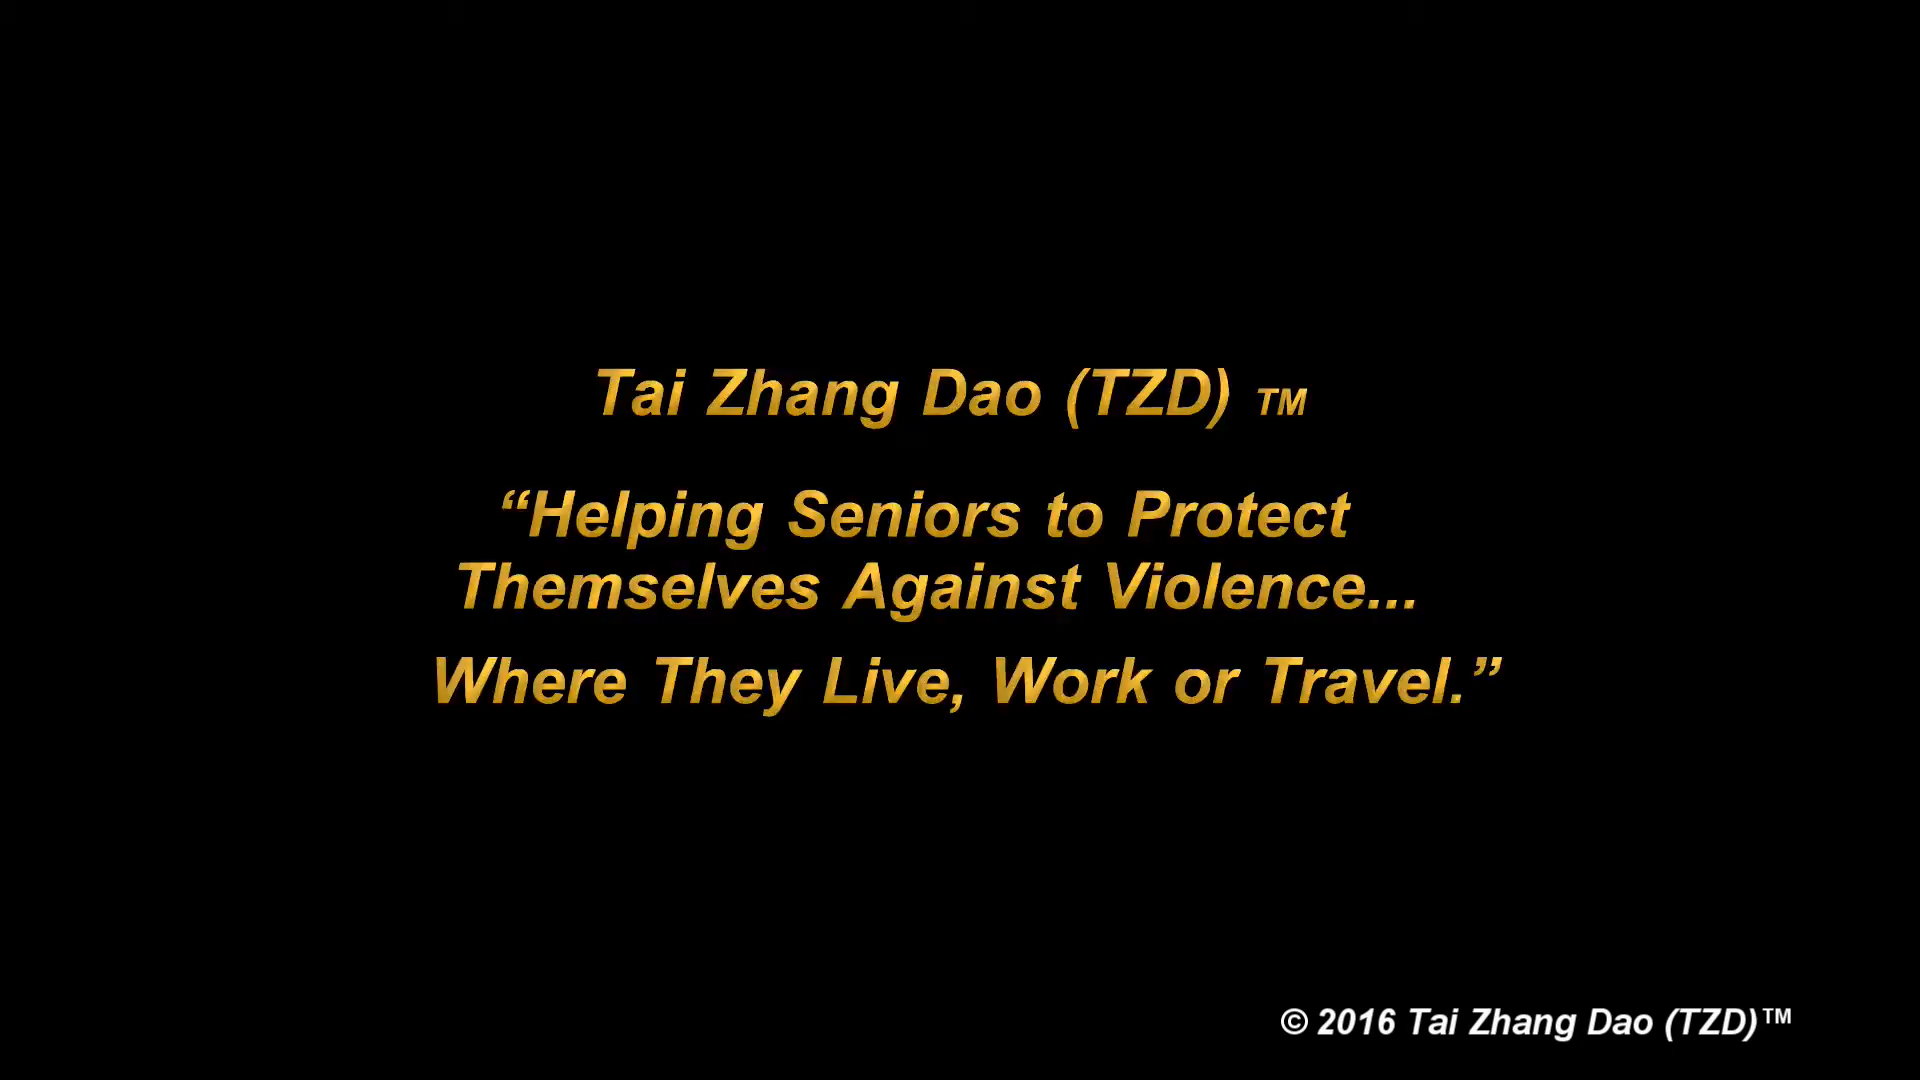 Tai Zhang Dao (TZD) ™
“Helping Seniors to Protect
Themselves Against Violence...
Where They Live, Work or Travel.”
© 2016 Tai Zhang Dao (TZD)™